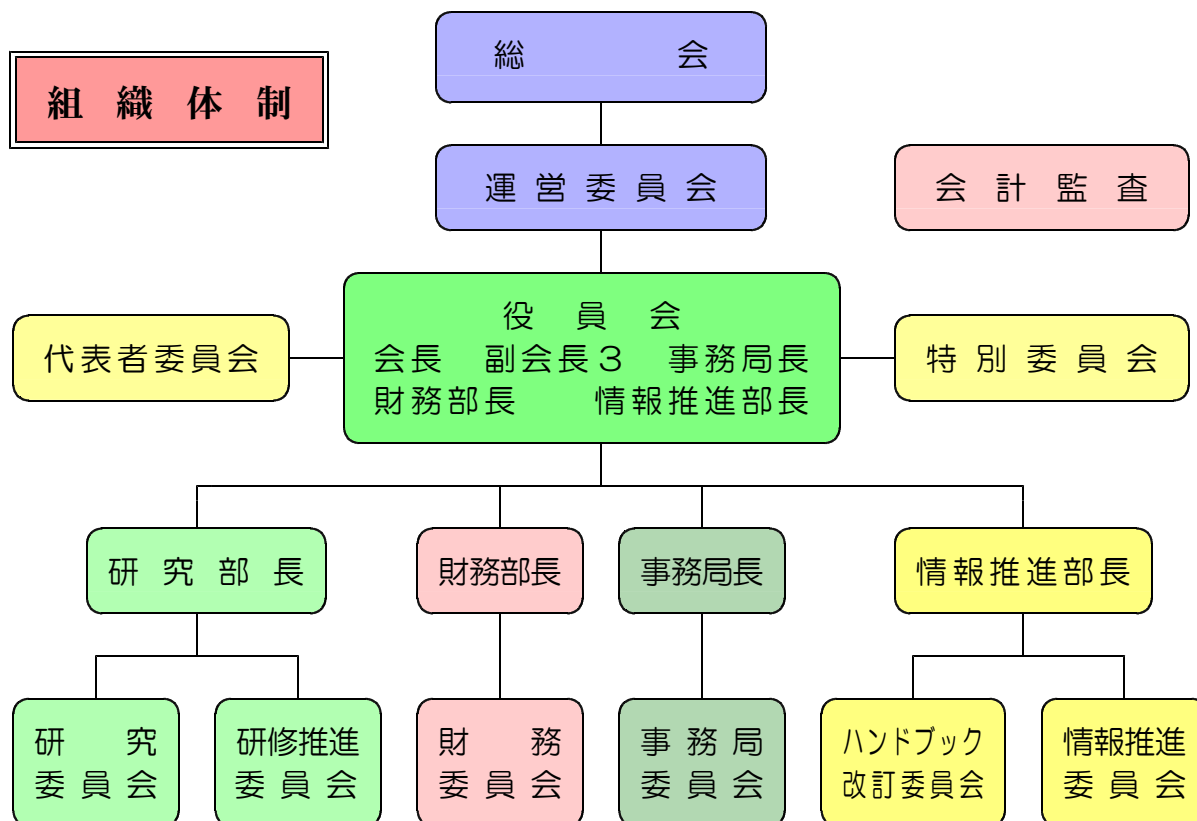 総会
組織体制
運営委員会
会計監査
役員会
会長 副会長３ 事務局長
財務部長 情報推進部長
代表者委員会
特別委員会
研究部長
財務部長
事務局長
情報推進部長
研究
委員会
研修推進
委員会
財務
委員会
事務局
委員会
ハンドブック
改訂委員会
情報推進
委員会